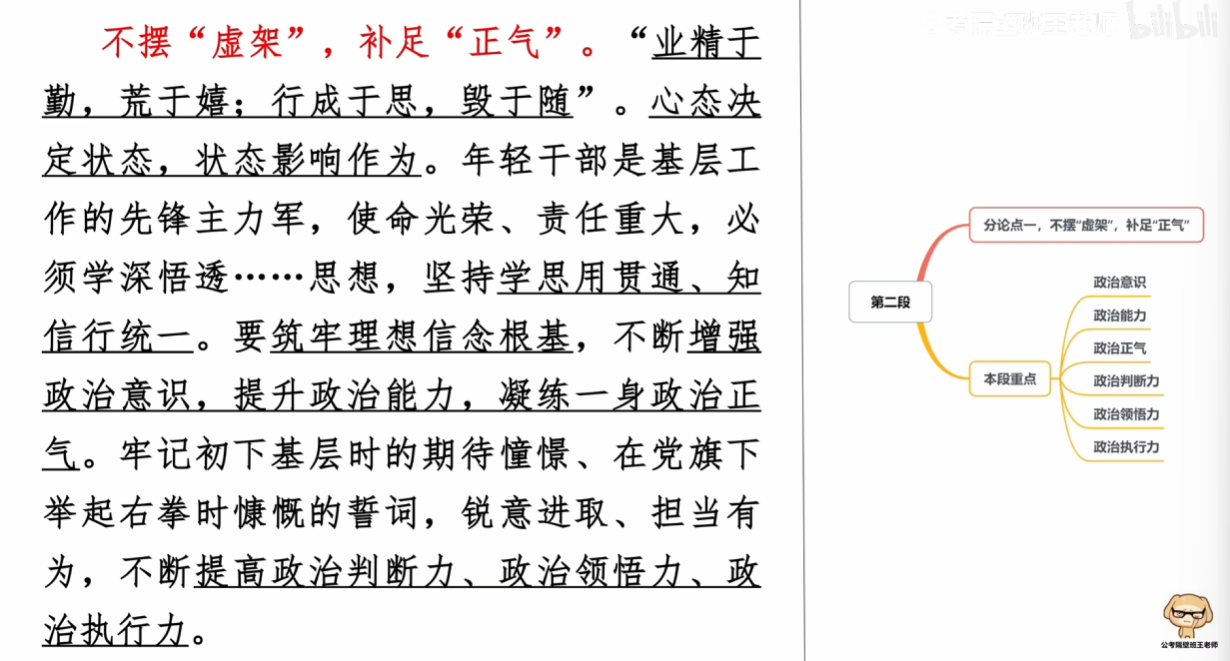 不摆“虚架”，补足“正气”。“业精于
勤，荒于嬉；行成于思，毁于随”。心态决
定状态，状态影响作为。年轻干部是基层工
作的先锋主力军，使命光荣、责任重大，必
须学深悟透……思想，坚持学思用贯通、知
信行统一。要筑牢理想信念根基，不断增强
政治意识，提升政治能力，凝练一身政治正
气。牢记初下基层时的期待憧憬、在党旗下
举起右拳时慷慨的誓词，锐意进取、担当有
为，不断提高政治判断力、政治领悟力、政
治执行力。
公考隔壁班王老师 bilibili
分论点一，不摆“虚架”，补足“正气”
第二段
本段重点
政治意识
政治能力
政治正气
政治判断力
政治领悟力
政治执行力
公考隔壁班王老师